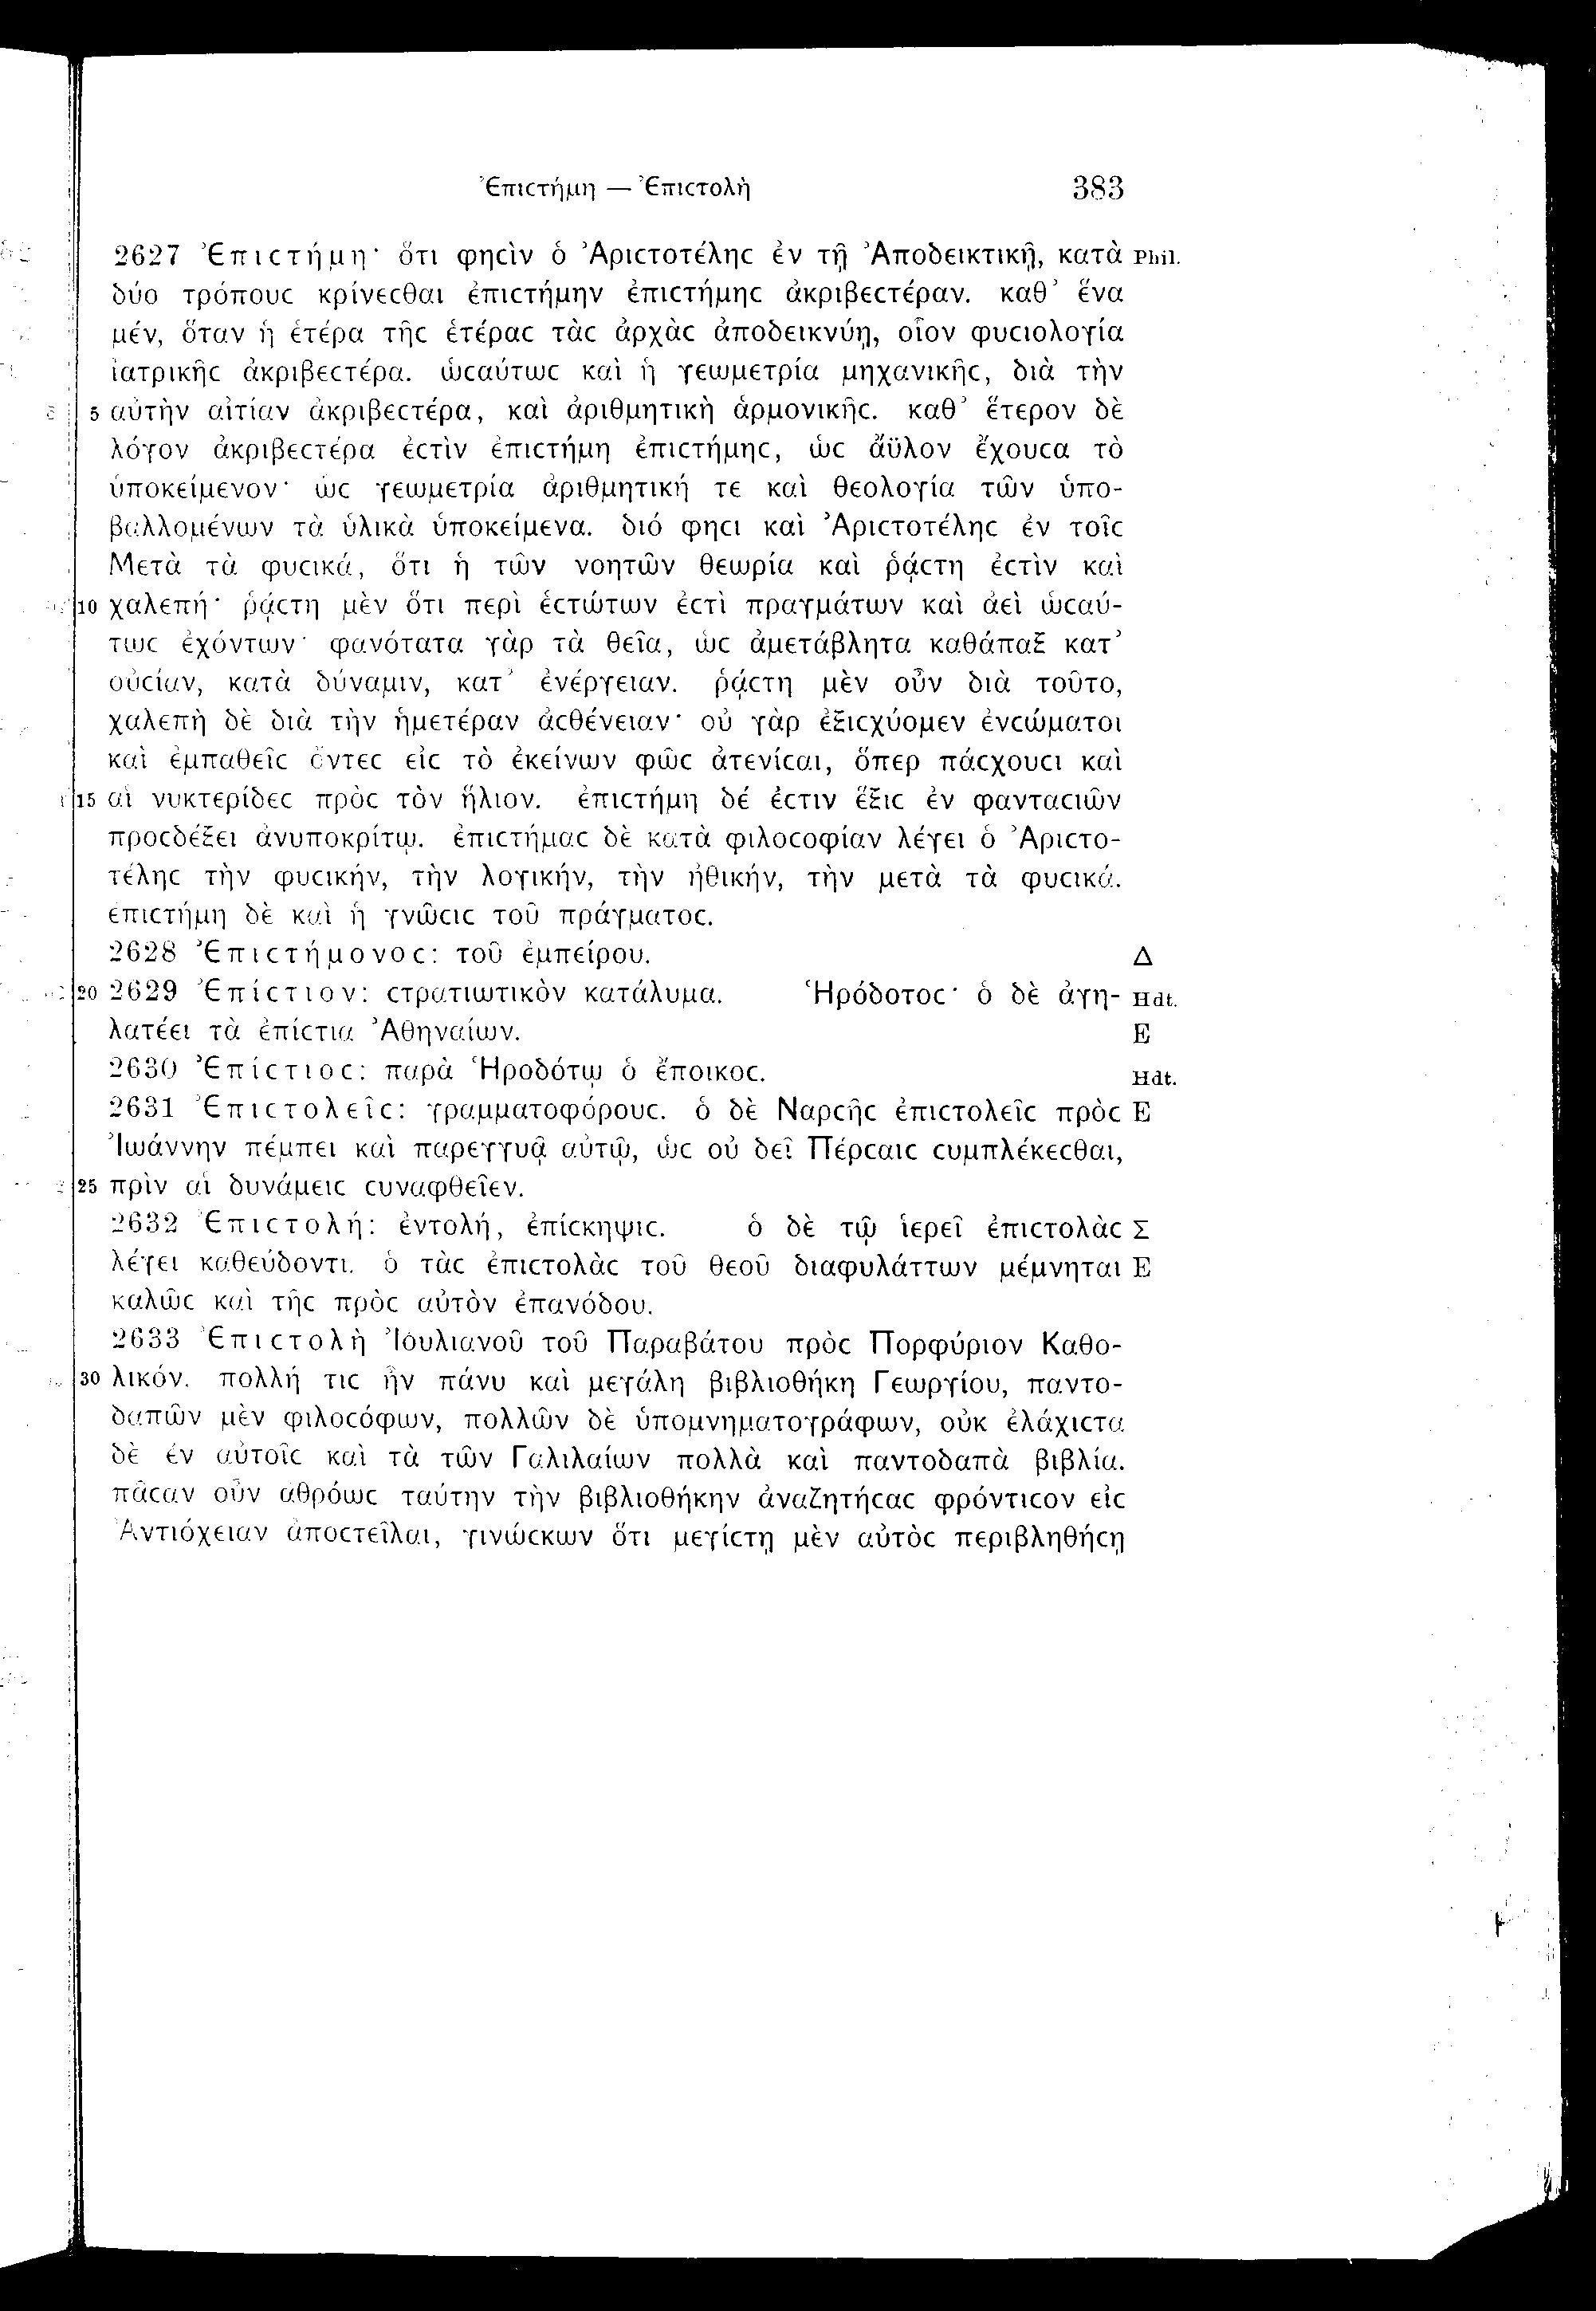 Ἐπιϲτήμη — Ἐπιϲτολὴ 383
2627 Ἐπιϲτήμη· ὅτι φηϲὶν ὁ Ἀριϲτοτέληϲ ἐν τῇ Ἀποδεικτικῇ, κατὰ Phil.
δύο τρόπουϲ κρίνεϲθαι ἐπιϲτήμην ἐπιϲτήμηϲ ἀκριβεϲτέραν. καθ’ ἕνα
μέν, ὅταν ἡ ἑτέρα τῆϲ ἑτέραϲ τὰϲ ἀρχὰϲ ἀποδεικνύῃ, οἷον φυϲιολογία
ἰατρικῆϲ ἀκριβεϲτέρα. ὡϲαύτωϲ καὶ ἡ γεωμετρία μηχανικῆϲ, διὰ τὴν
5 αὐτὴν αἰτίαν ἀκριβεϲτέρα, καὶ ἀριθμητικὴ ἁρμονικῆϲ. καθ’ ἕτερον δὲ
λόγον ἀκριβεϲτέρα ἐϲτὶν ἐπιϲτήμη ἐπιϲτήμηϲ, ὡϲ ἄϋλον ἔχουϲα τὸ
ὑποκείμενον· ὡϲ γεωμετρία ἀριθμητική τε καὶ θεολογία τῶν ὑπο-
βαλλομένων τὰ ὑλικὰ ὑποκείμενα. διό φηϲι καὶ Ἀριϲτοτέληϲ ἐν τοῖϲ
Μετὰ τὰ φυϲικά, ὅτι ἡ τῶν νοητῶν θεωρία καὶ ῥᾴϲτη ἐϲτὶν καὶ
10 χαλεπή· ῥᾴϲτη μὲν ὅτι περὶ ἑϲτώτων ἐϲτὶ πραγμάτων καὶ ἀεὶ ὡϲαύ-
τωϲ ἐχόντων· φανότατα γὰρ τὰ θεῖα, ὡϲ ἀμετάβλητα καθάπαξ κατ’
οὐϲίαν, κατὰ δύναμιν, κατ’ ἐνέργειαν. ῥᾴϲτη μὲν οὖν διὰ τοῦτο,
χαλεπὴ δὲ διὰ τὴν ἡμετέραν ἀϲθένειαν· οὐ γὰρ ἐξιϲχύομεν ἐνϲώματοι
καὶ ἐμπαθεῖϲ ὄντεϲ εἰϲ τὸ ἐκείνων φῶϲ ἀτενίϲαι, ὅπερ πάϲχουϲι καὶ
15 αἱ νυκτερίδεϲ πρὸϲ τὸν ἥλιον. ἐπιϲτήμη δέ ἐϲτιν ἕξιϲ ἐν φανταϲιῶν
προϲδέξει ἀνυποκρίτῳ. ἐπιϲτήμαϲ δὲ κατὰ φιλοϲοφίαν λέγει ὁ Ἀριϲτο-
τέληϲ τὴν φυϲικήν, τὴν λογικήν, τὴν ἠθικήν, τὴν μετὰ τὰ φυϲικά.
ἐπιϲτήμη δὲ καὶ ἡ γνῶϲιϲ τοῦ πράγματοϲ.
2628 Ἐπιϲτήμονοϲ: τοῦ ἐμπείρου. Δ
20 2629 Ἐπίϲτιον: ϲτρατιωτικὸν κατάλυμα. Ἡρόδοτοϲ· ὁ δὲ ἀγη- Hdt.
λατέει τὰ ἐπίϲτια Ἀθηναίων. E
2630 Ἐπίϲτιοϲ: παρὰ Ἡροδότῳ ὁ ἔποικοϲ. Hdt.
2631 Ἐπιϲτολεῖϲ: γραμματοφόρουϲ. ὁ δὲ Ναρϲῆϲ ἐπιϲτολεῖϲ πρὸϲ E
Ἰωάννην πέμπει καὶ παρεγγυᾷ αὐτῷ, ὡϲ οὐ δεῖ Πέρϲαιϲ ϲυμπλέκεϲθαι,
25 πρὶν αἱ δυνάμειϲ ϲυναφθεῖεν.
2632 Ἐπιϲτολή: ἐντολή, ἐπίϲκηψιϲ. ὁ δὲ τῷ ἱερεῖ ἐπιϲτολὰϲ Σ
λέγει καθεύδοντι. ὁ τὰϲ ἐπιϲτολὰϲ τοῦ θεοῦ διαφυλάττων μέμνηται E
καλῶϲ καὶ τῆϲ πρὸϲ αὐτὸν ἐπανόδου.
2633 Ἐπιϲτολὴ Ἰουλιανοῦ τοῦ Παραβάτου πρὸϲ Πορφύριον Καθο-
30 λικόν. πολλή τιϲ ἦν πάνυ καὶ μεγάλη βιβλιοθήκη Γεωργίου, παντο-
δαπῶν μὲν φιλοϲόφων, πολλῶν δὲ ὑπομνηματογράφων, οὐκ ἐλάχιϲτα
δὲ ἐν αὐτοῖϲ καὶ τὰ τῶν Γαλιλαίων πολλὰ καὶ παντοδαπὰ βιβλία.
πᾶϲαν οὖν ἀθρόωϲ ταύτην τὴν βιβλιοθήκην ἀναζητήϲαϲ φρόντιϲον εἰϲ
Ἀντιόχειαν ἀποϲτεῖλαι, γινώϲκων ὅτι μεγίϲτῃ μὲν αὐτὸϲ περιβληθήϲῃ